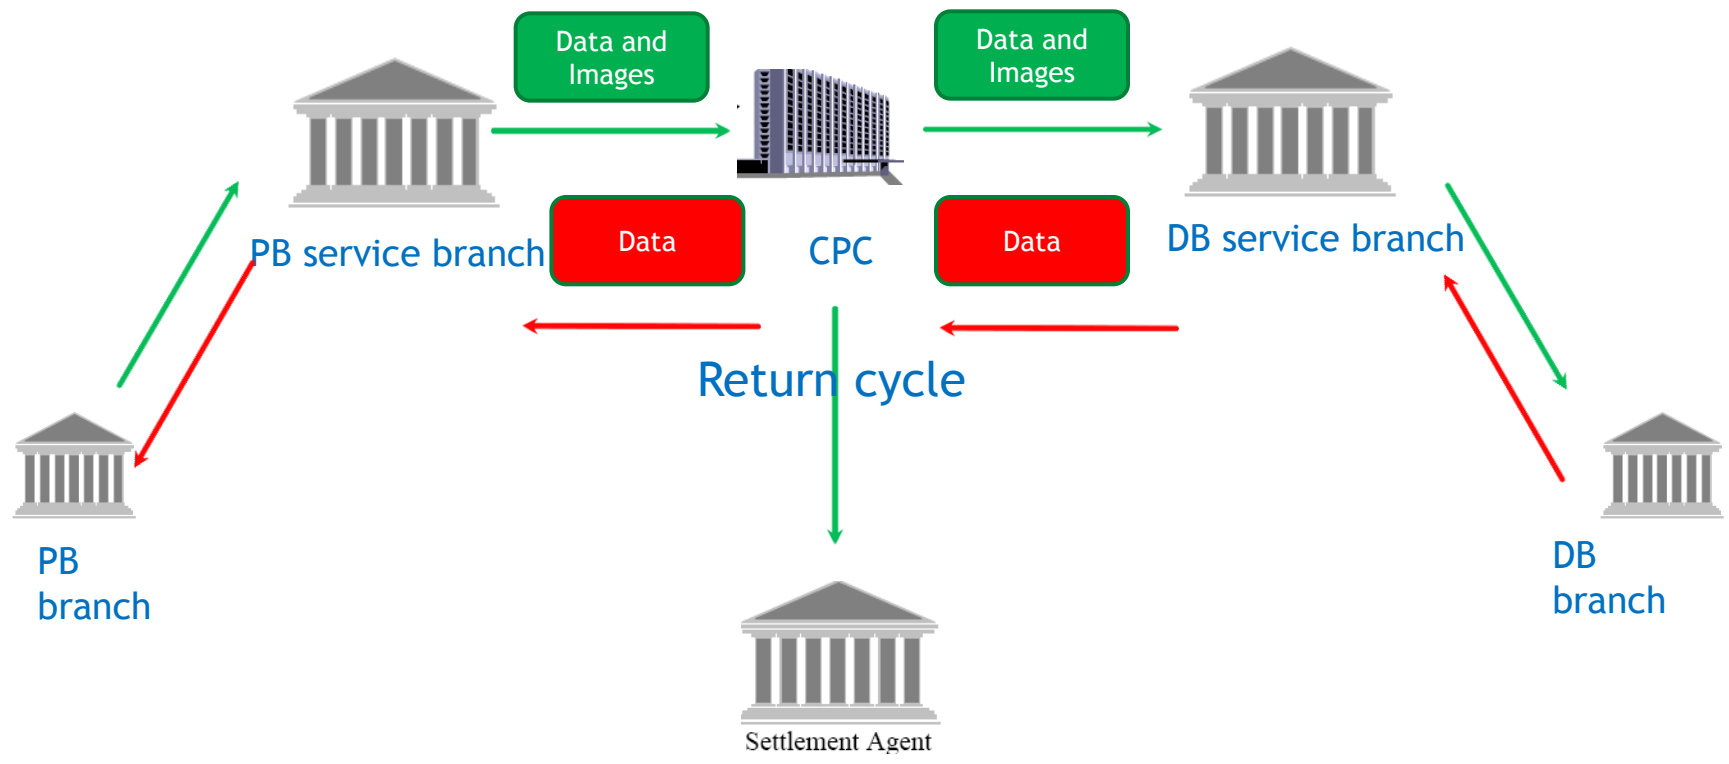 Data and
Images
Data and
Images
PB service branch
Data
CPC
Data
DB service branch
Return cycle
PB
branch
DB
branch
Settlement Agent